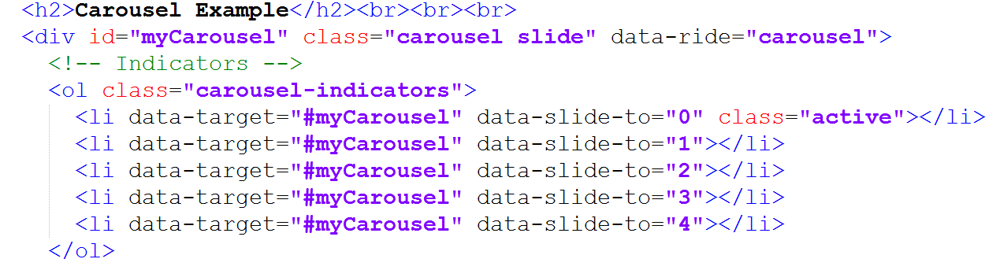 <h2>Carousel Example</h2><br><br><br>
<div id="myCarousel" class="carousel slide" data-ride="carousel">
<!-- Indicators -->
<ol class="carousel-indicators">
<li data-target="#myCarousel" data-slide-to="0" class="active"></li>
<li data-target="#myCarousel" data-slide-to="1"></li>
<li data-target="#myCarousel" data-slide-to="2"></li>
<li data-target="#myCarousel" data-slide-to="3"></li>
<li data-target="#myCarousel" data-slide-to="4"></li>
</ol>